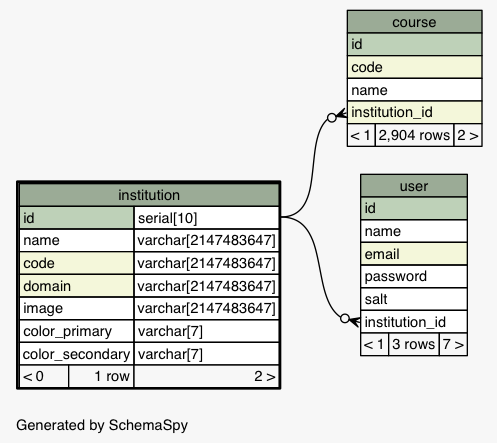 course
id
code
name
institution_id
< 1 2,904 rows 2 >
institution
id serial[10]
name varchar[2147483647]
code varchar[2147483647]
domain varchar[2147483647]
image varchar[2147483647]
color_primary varchar[7]
color_secondary varchar[7]
< 0 1 row 2 >
user
id
name
email
password
salt
institution_id
< 1 3 rows 7 >
Generated by SchemaSpy